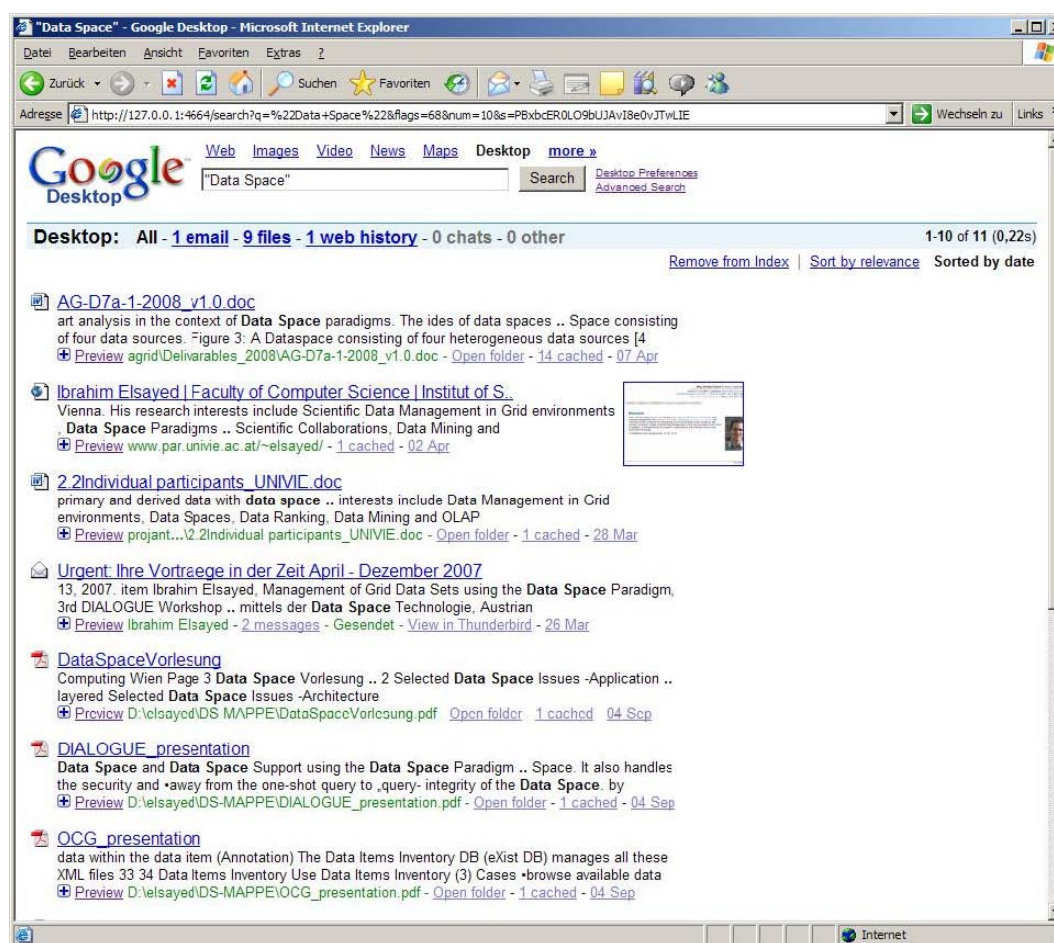 "Data Space" - Google Desktop - Microsoft Internet Explorer
Datei Bearbeiten Ansicht Favoriten Extras ?
Zurück Suchen Favoriten
Adresse http://127.0.0.1:4664/search?q=%22Data+Space%22&flags=68&num=10&s=PBxbcER0LO9bUJAvI8e0vJTwLIE Wechseln zu Links
Web Images Video News Maps Desktop more »
Google Desktop
"Data Space" Search Desktop Preferences
Advanced Search
Desktop: All - 1 email - 9 files - 1 web history - 0 chats - 0 other 1-10 of 11 (0,22s)
Remove from Index | Sort by relevance Sorted by date
AG-D7a-1-2008_v1.0.doc
art analysis in the context of Data Space paradigms. The ides of data spaces .. Space consisting
of four data sources. Figure 3: A Dataspace consisting of four heterogeneous data sources [4
Preview agrid\Delivarables_2008\AG-D7a-1-2008_v1.0.doc - Open folder - 14 cached - 07 Apr
Ibrahim Elsayed | Faculty of Computer Science | Institut of S..
Vienna. His research interests include Scientific Data Management in Grid environments
, Data Space Paradigms .. Scientific Collaborations, Data Mining and
Preview www.par.univie.ac.at/~elsayed/ - 1 cached - 02 Apr
2.2Individual participants_UNIVIE.doc
primary and derived data with data space .. interests include Data Management in Grid
environments, Data Spaces, Data Ranking, Data Mining and OLAP
Preview projant...\2.2Individual participants_UNIVIE.doc - Open folder - 1 cached - 28 Mar
Urgent: Ihre Vortraege in der Zeit April - Dezember 2007
13, 2007. item Ibrahim Elsayed, Management of Grid Data Sets using the Data Space Paradigm,
3rd DIALOGUE Workshop .. mittels der Data Space Technologie, Austrian
Preview Ibrahim Elsayed - 2 messages - Gesendet - View in Thunderbird - 26 Mar
DataSpaceVorlesung
Computing Wien Page 3 Data Space Vorlesung .. 2 Selected Data Space Issues -Application ..
layered Selected Data Space Issues -Architecture
Preview D:\elsayed\DS-MAPPE\DataSpaceVorlesung.pdf - Open folder - 1 cached - 04 Sep
DIALOGUE_presentation
Data Space and Data Space Support using the Data Space Paradigm .. Space. It also handles
the security and •away from the one-shot query to „query- integrity of the Data Space. by
Preview D:\elsayed\DS-MAPPE\DIALOGUE_presentation.pdf - Open folder - 1 cached - 04 Sep
OCG_presentation
data within the data item (Annotation) The Data Items Inventory DB (eXist DB) manages all these
XML files 33 34 Data Items Inventory Use Data Items Inventory (3) Cases •browse available data
Preview D:\elsayed\DS-MAPPE\OCG_presentation.pdf - Open folder - 1 cached - 04 Sep
Internet